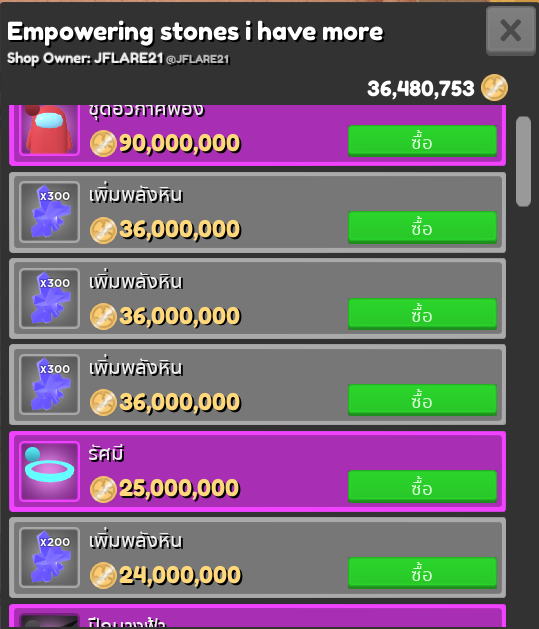 Empowering stones i have more
Shop Owner: JFLARE21 @JFLARE21
36,480,753
ชุดอวกาศพอง
90,000,000
ซื้อ
x300
เพิ่มพลังหิน
36,000,000
ซื้อ
x300
เพิ่มพลังหิน
36,000,000
ซื้อ
x300
เพิ่มพลังหิน
36,000,000
ซื้อ
รัศมี
25,000,000
ซื้อ
x200
เพิ่มพลังหิน
24,000,000
ซื้อ